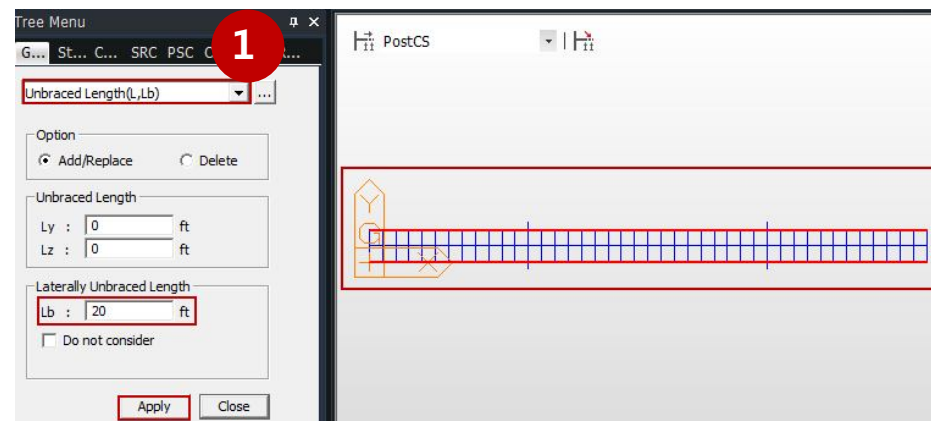 Tree Menu
1
G... St... C... SRC PSC
Unbraced Length(L,Lb) ...
Option
Add/Replace Delete
Unbraced Length
Ly : 0 ft
Lz : 0 ft
Laterally Unbraced Length
Lb : 20 ft
Do not consider
Apply Close
PostCS
Y
X